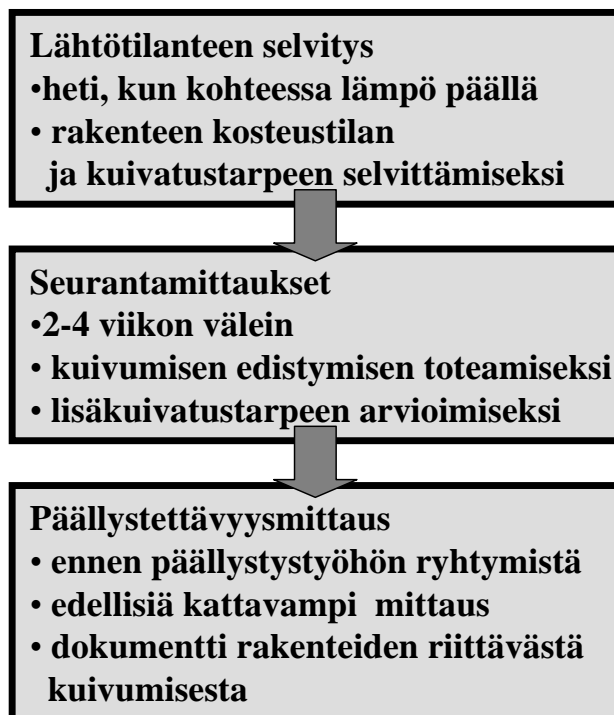 Lähtötilanteen selvitys
•heti, kun kohteessa lämpö päällä
• rakenteen kosteustilan
ja kuivatustarpeen selvittämiseksi
Seurantamittaukset
•2-4 viikon välein
• kuivumisen edistymisen toteamiseksi
• lisäkuivatustarpeen arvioimiseksi
Päällystettävyysmittaus
• ennen päällystystyöhön ryhtymistä
• edellisiä kattavampi mittaus
• dokumentti rakenteiden riittävästä
kuivumisesta